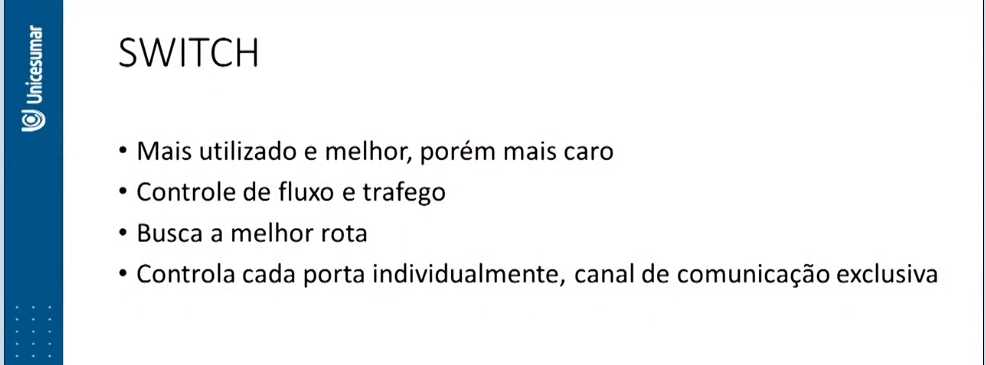 Unicesumar
SWITCH
• Mais utilizado e melhor, porém mais caro
• Controle de fluxo e trafego
• Busca a melhor rota
• Controla cada porta individualmente, canal de comunicação exclusiva